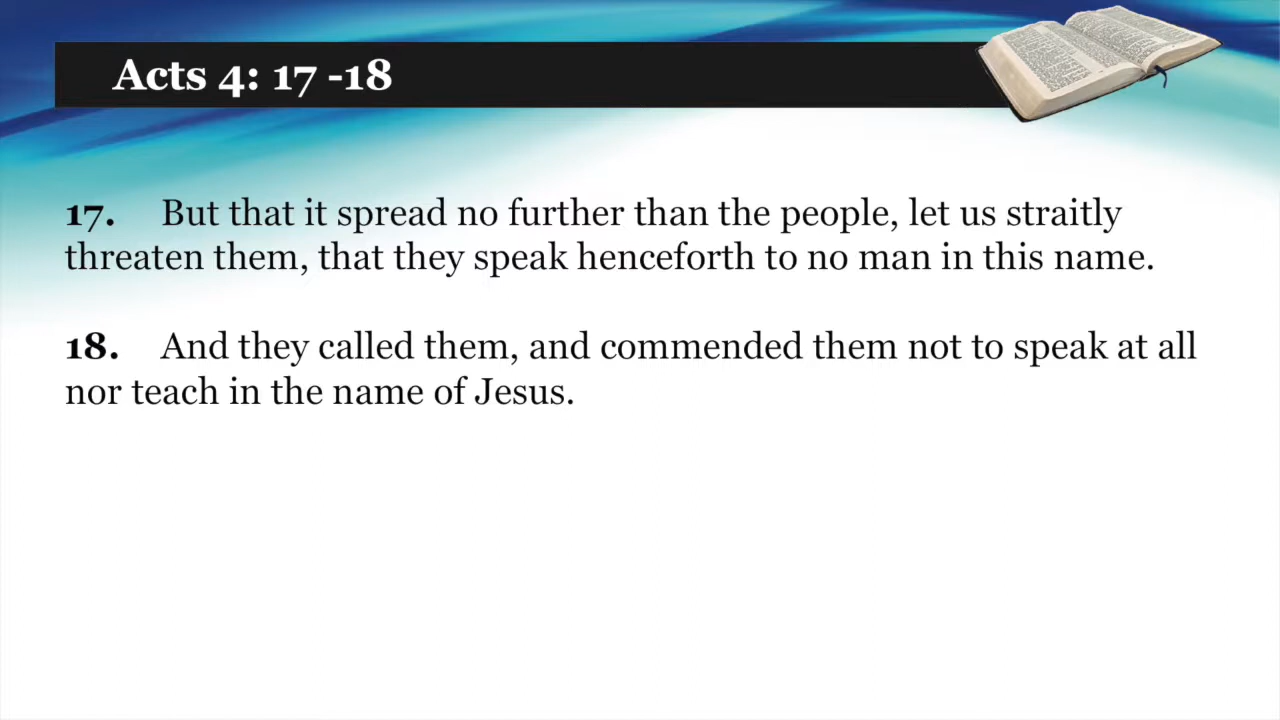 Acts 4: 17 -18
17. But that it spread no further than the people, let us straitly
threaten them, that they speak henceforth to no man in this name.
18. And they called them, and commended them not to speak at all
nor teach in the name of Jesus.